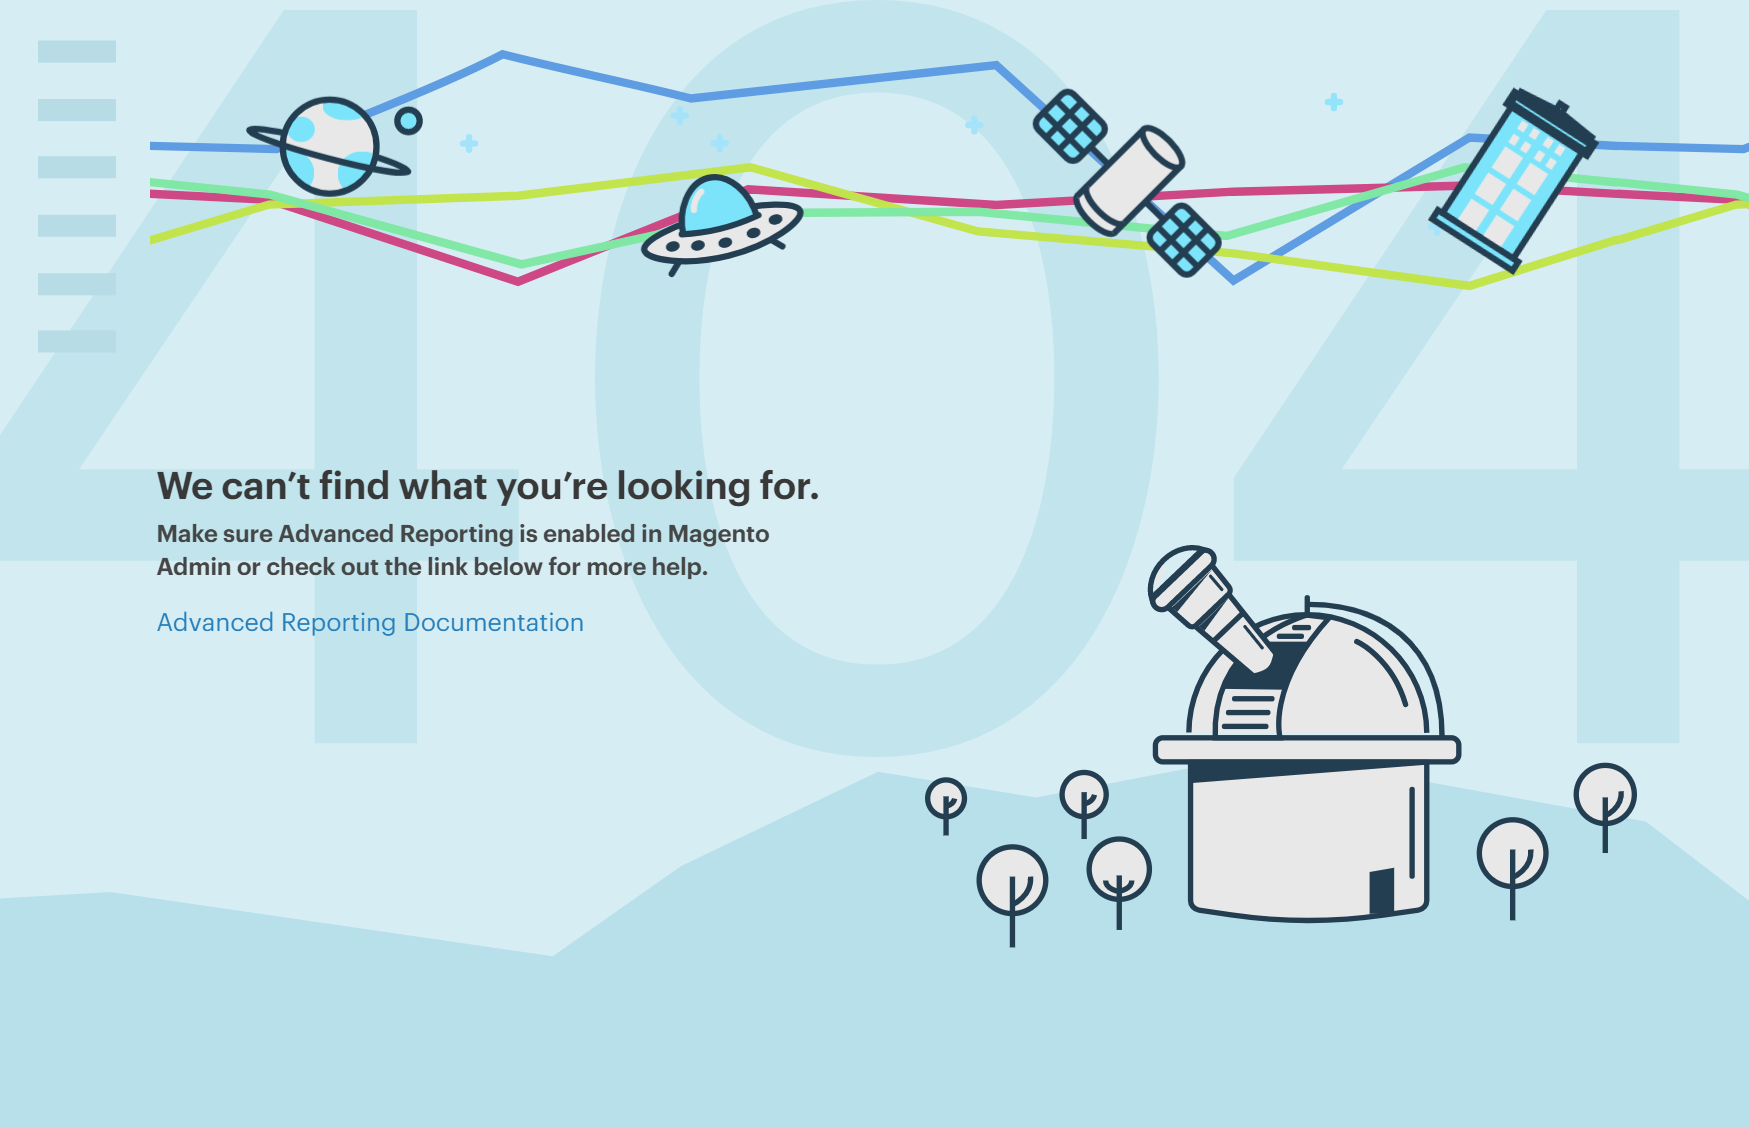 404
We can’t find what you’re looking for.
Make sure Advanced Reporting is enabled in Magento
Admin or check out the link below for more help.
Advanced Reporting Documentation